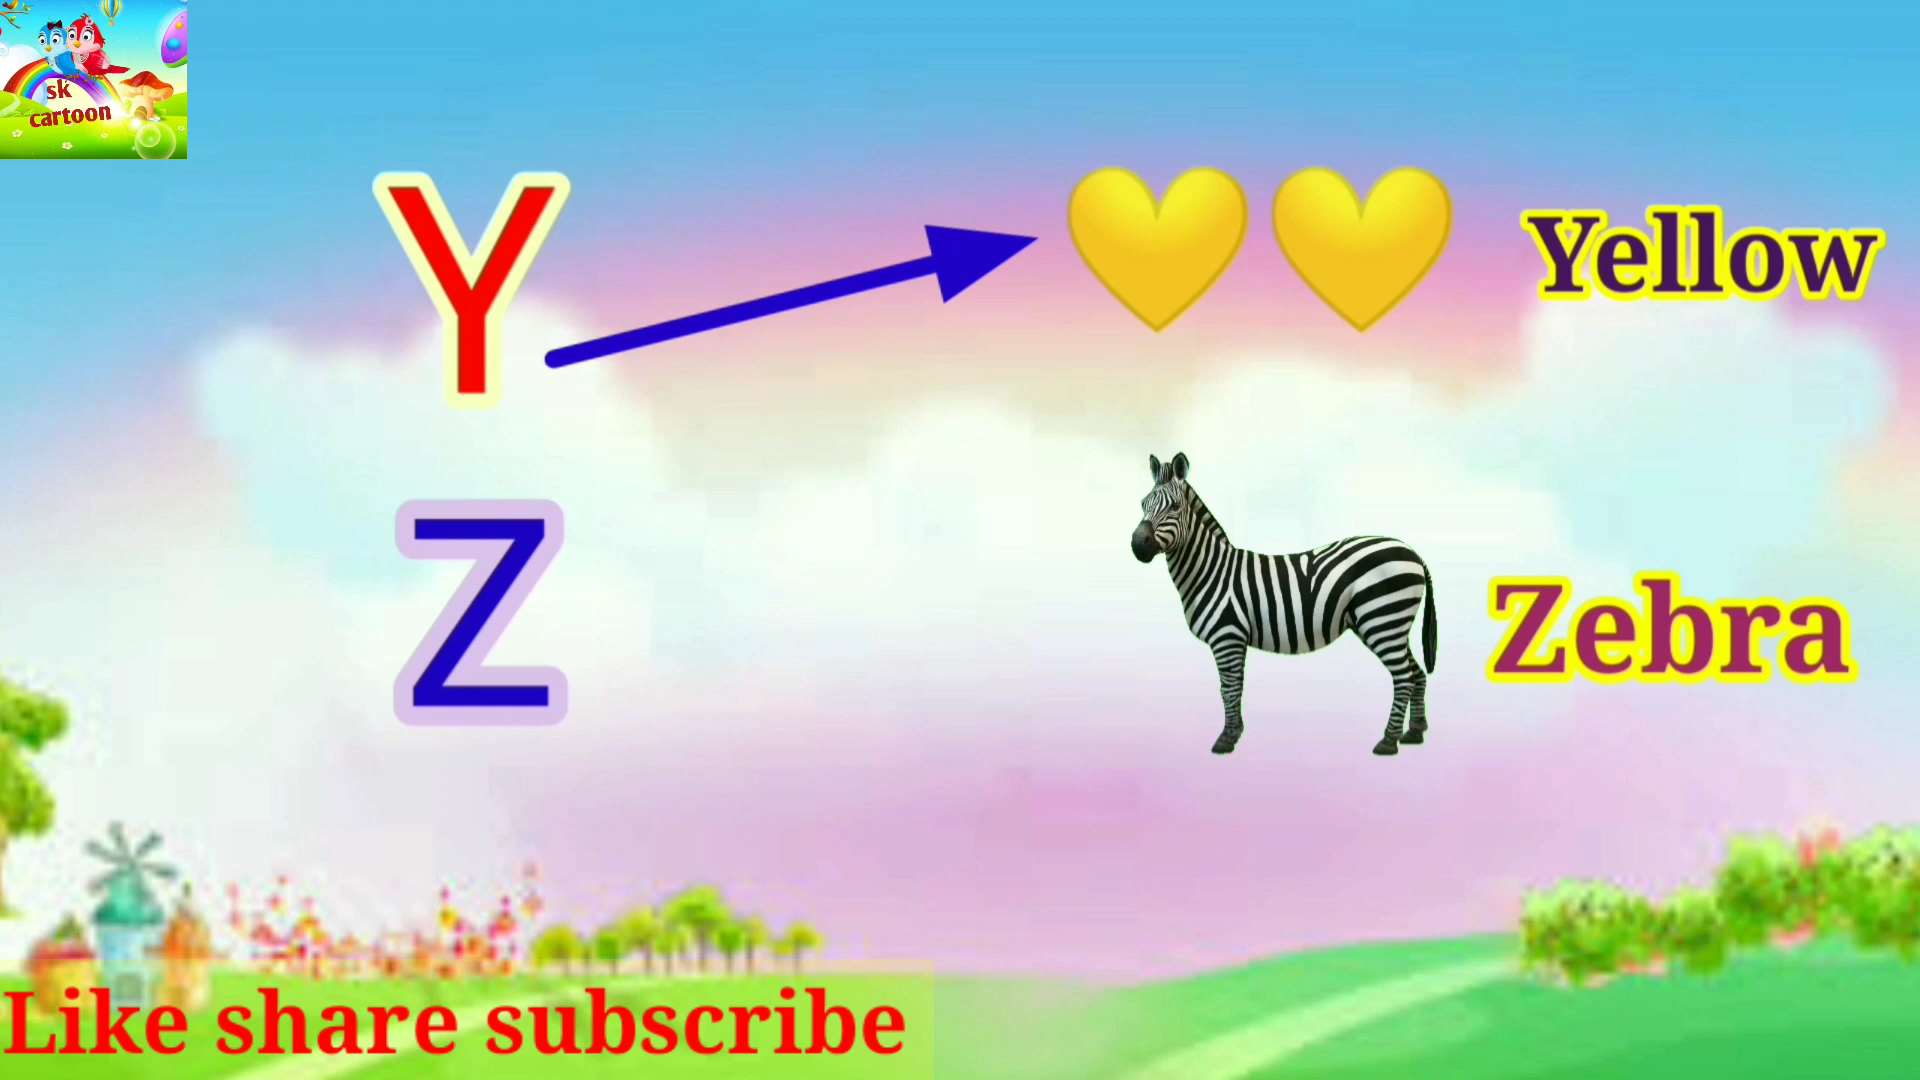 sk
cartoon
Y
Yellow
Z
Zebra
Like share subscribe